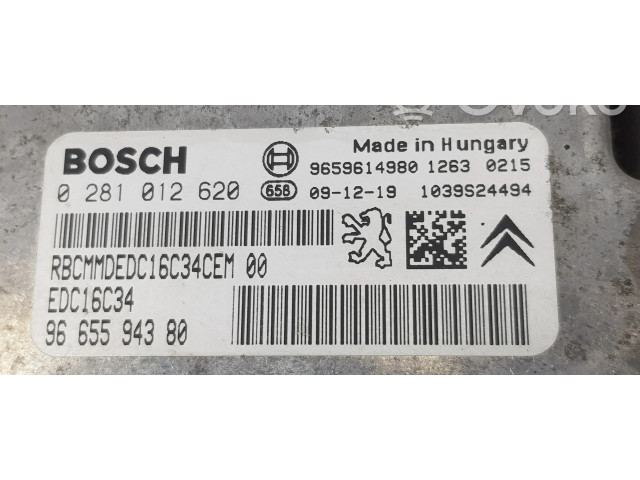 BOSCH Made in Hungary
9659614980 1263 0215
0 281 012 620 656 09-12-19 1039S24494
RBCMMDEDC16C34CEM 00
EDC16C34
96 655 943 80